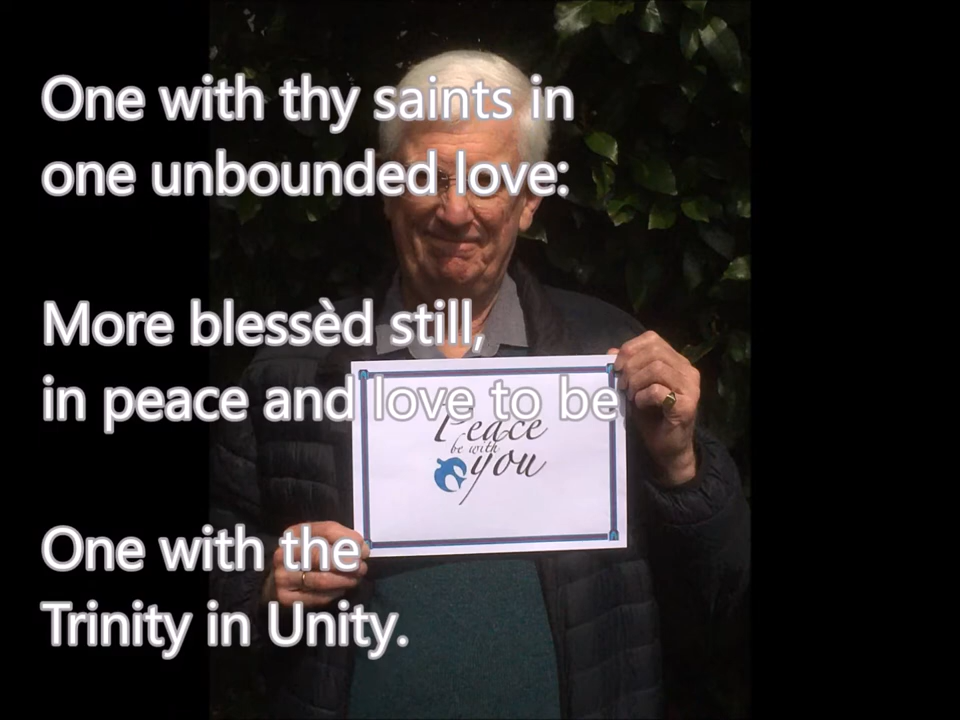 One with thy saints in
one unbounded love:
More blessèd still,
in peace and love to be
One with the
Trinity in Unity.
Peace
be with
you